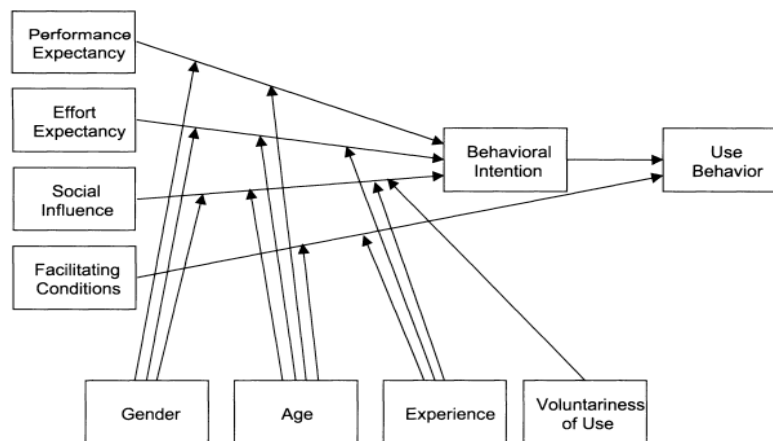 Performance
Expectancy
Effort
Expectancy
Social
Influence
Facilitating
Conditions
Behavioral
Intention
Use
Behavior
Gender
Age
Experience
Voluntariness
of Use